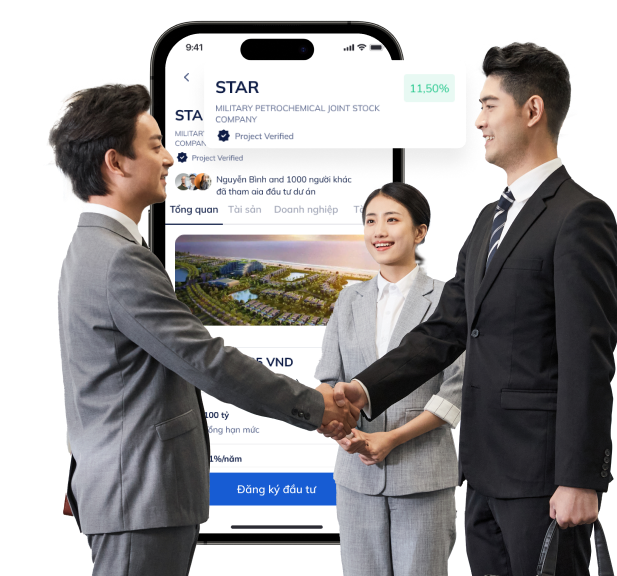 9:41
STAR
11,50%
MILITARY PETROCHEMICAL JOINT STOCK
COMPANY
Project Verified
STA
MILITAR
COMPAN
Project Verified
Nguyễn Bình and 1000 người khác
đã tham aia đầu tư dư án
Tổng quan Tài sản Doanh nghiệp
5 VND
100 tỷ
ổng hạn mức
1%/năm
Đăng ký đầu tư